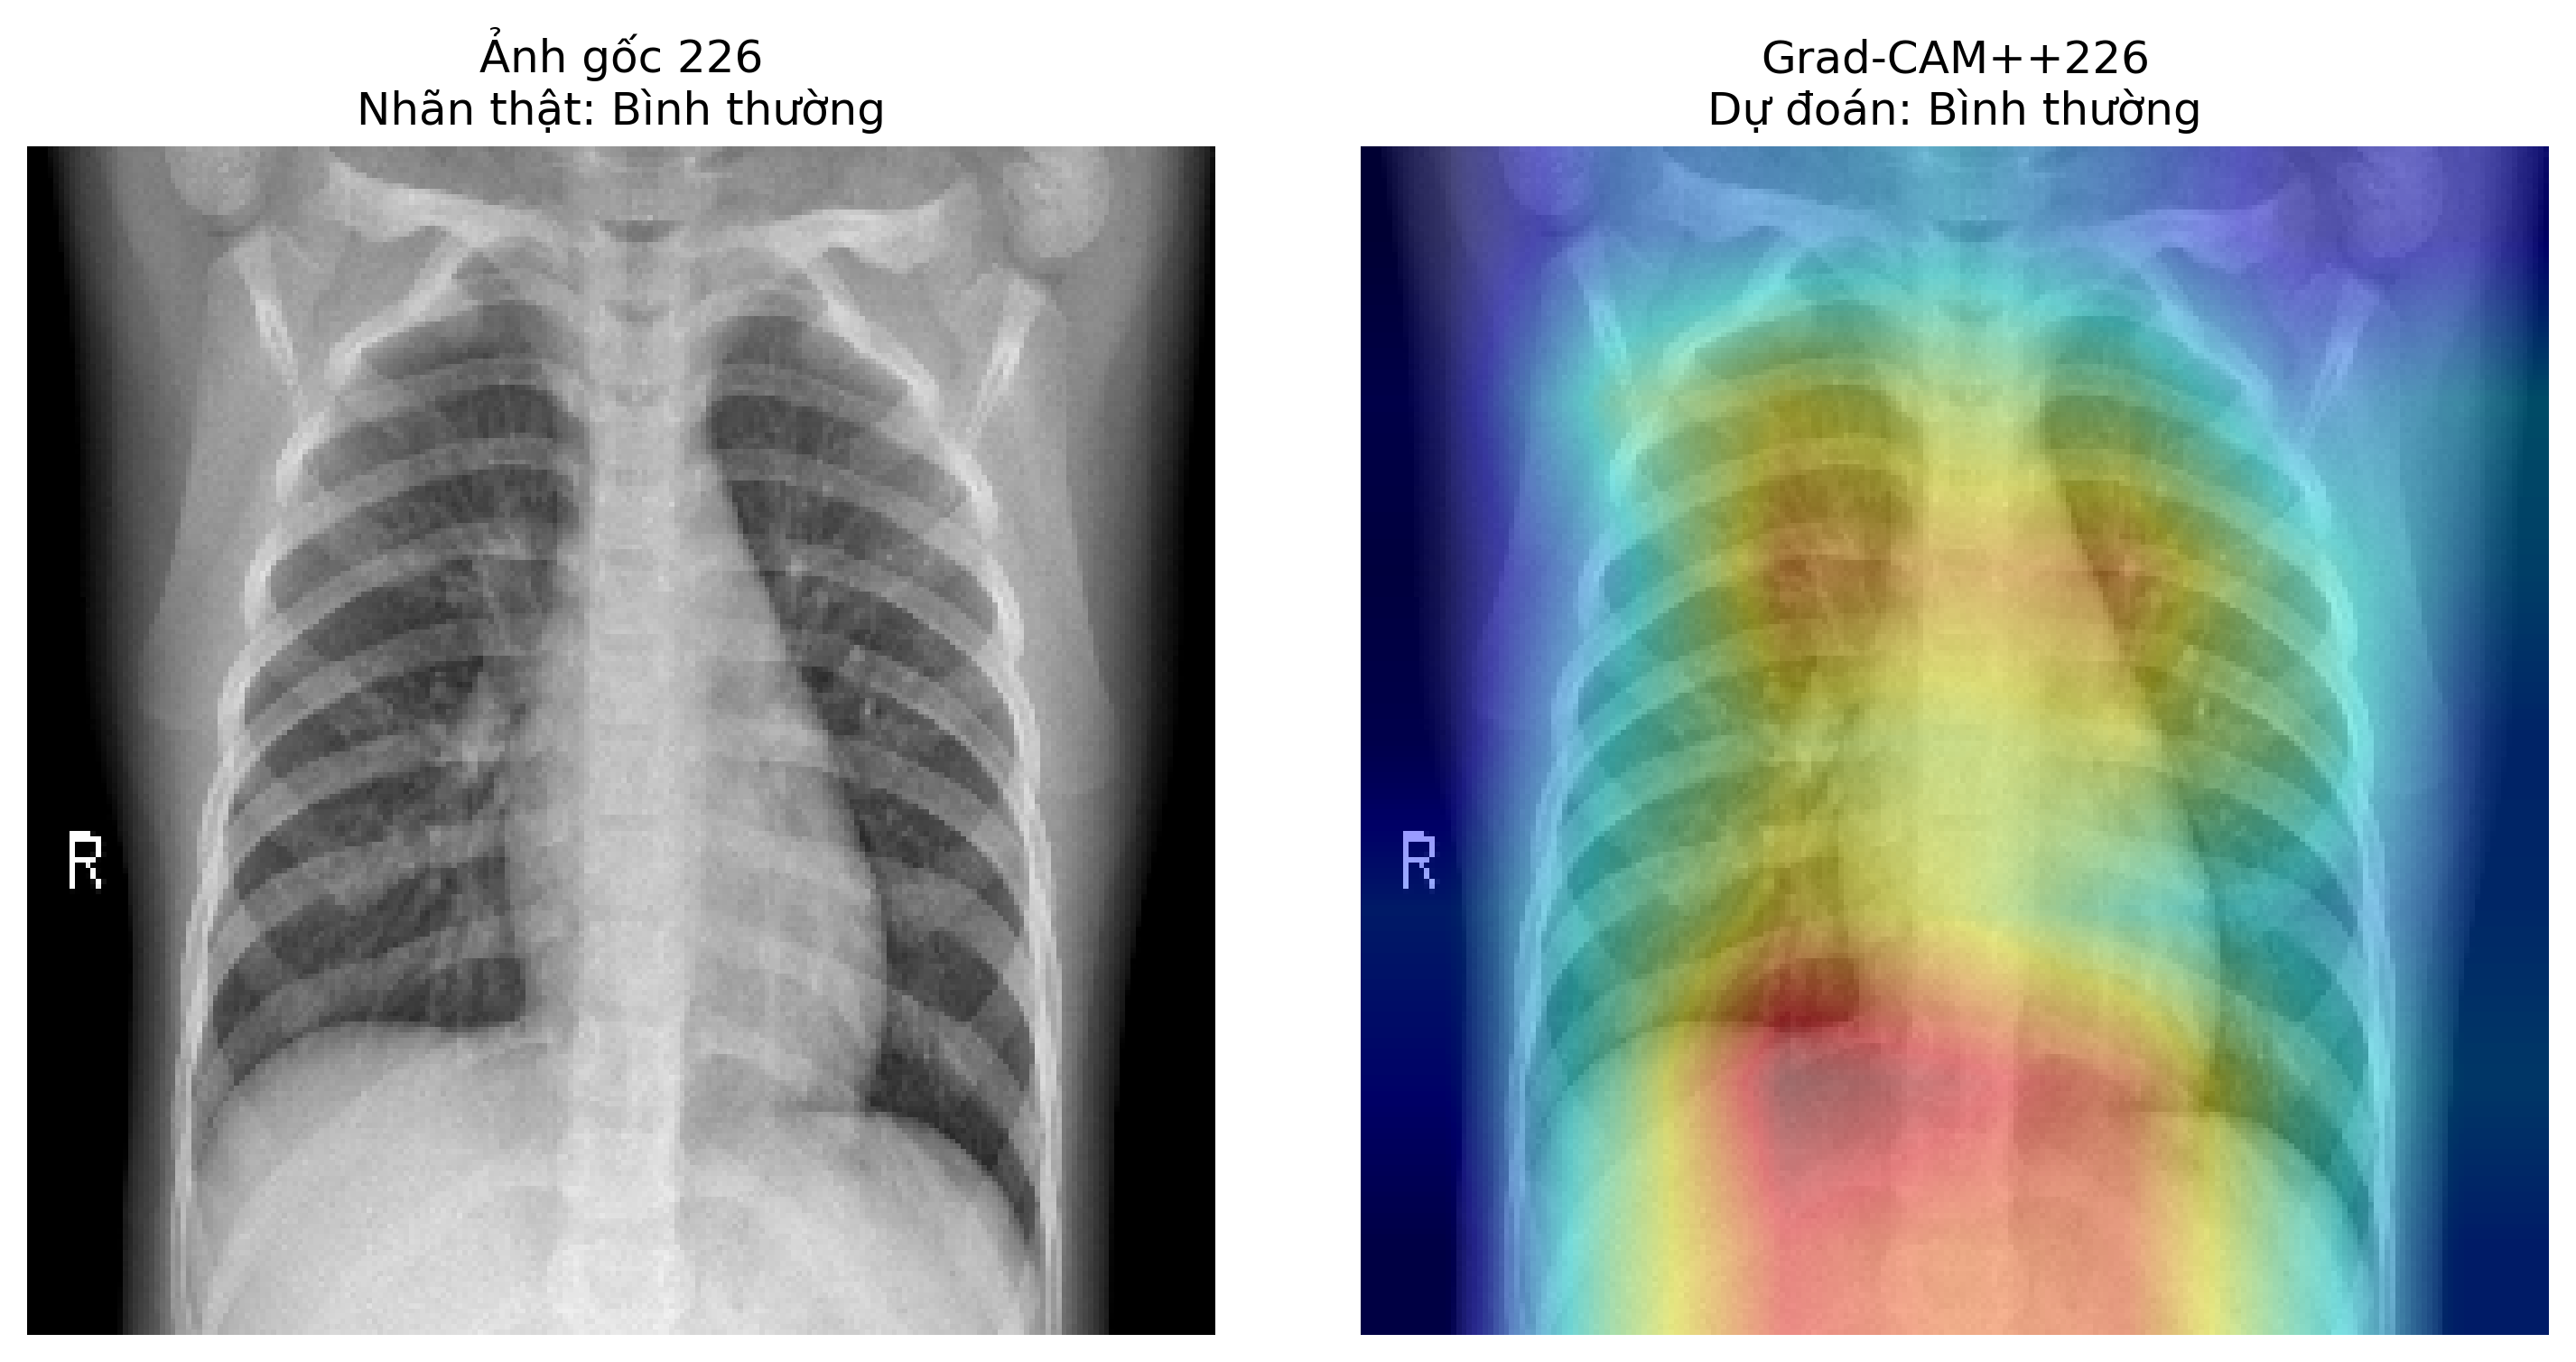 Ảnh gốc 226
Nhãn thật: Bình thường
Grad-CAM++226
Dự đoán: Bình thường
R
R